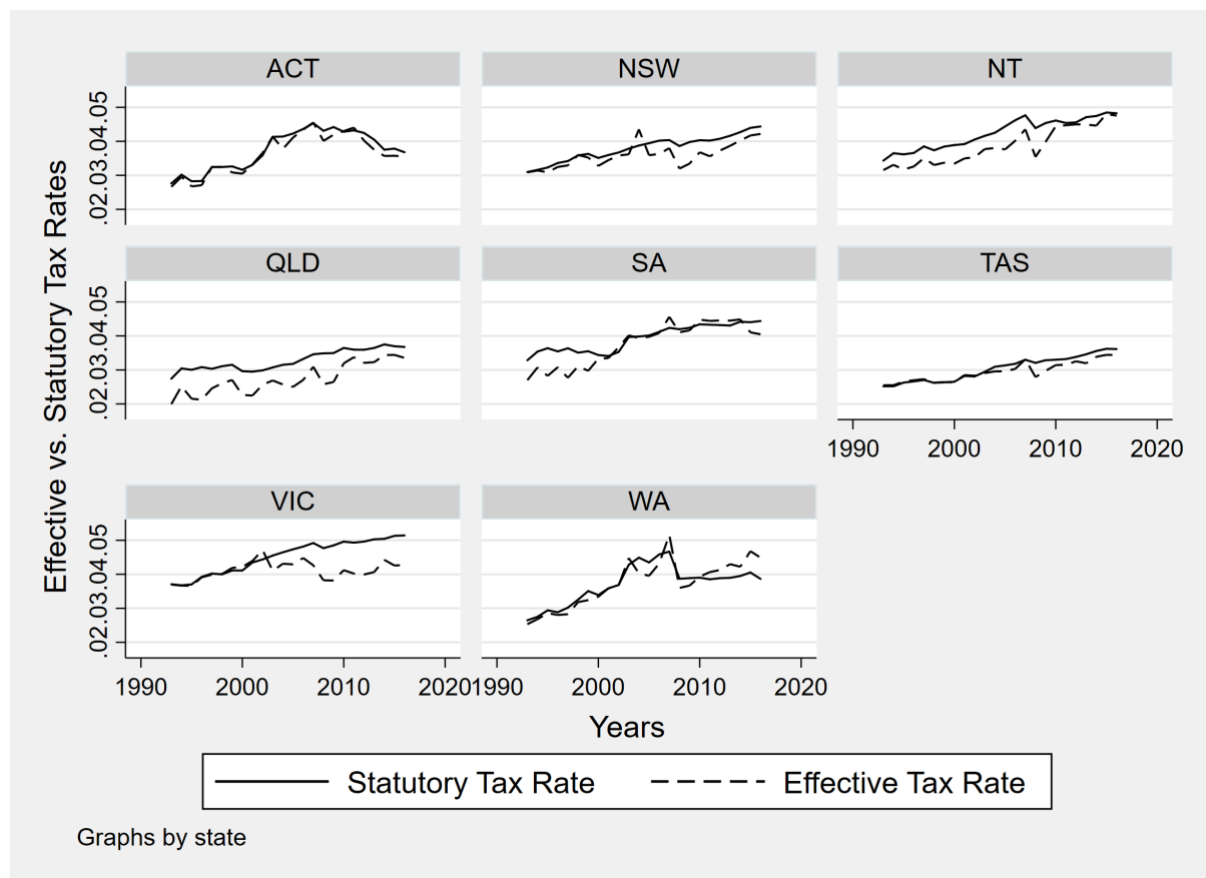 Effective vs. Statutory Tax Rates
ACT
NSW
NT
.02 .03 .04 .05
QLD
SA
TAS
.02 .03 .04 .05
1990 2000 2010 2020
VIC
WA
.02 .03 .04 .05
1990 2000 2010 2020
1990 2000 2010 2020
Years
Statutory Tax Rate
Effective Tax Rate
Graphs by state